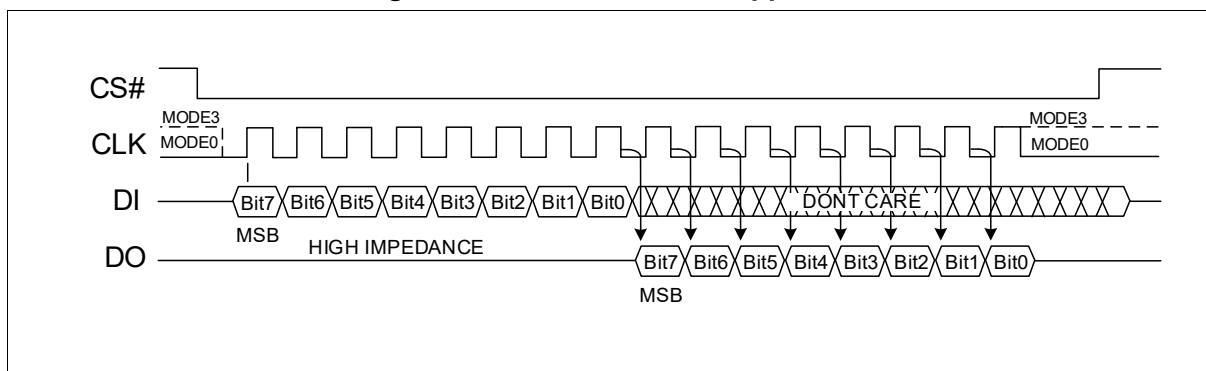 CS#
MODE3
MODE3
CLK
MODE0
MODE0
DI
Bit7 Bit6 Bit5 Bit4 Bit3 Bit2 Bit1 Bit0
DONT CARE
MSB
HIGH IMPEDANCE
DO
Bit7 Bit6 Bit5 Bit4 Bit3 Bit2 Bit1 Bit0
MSB